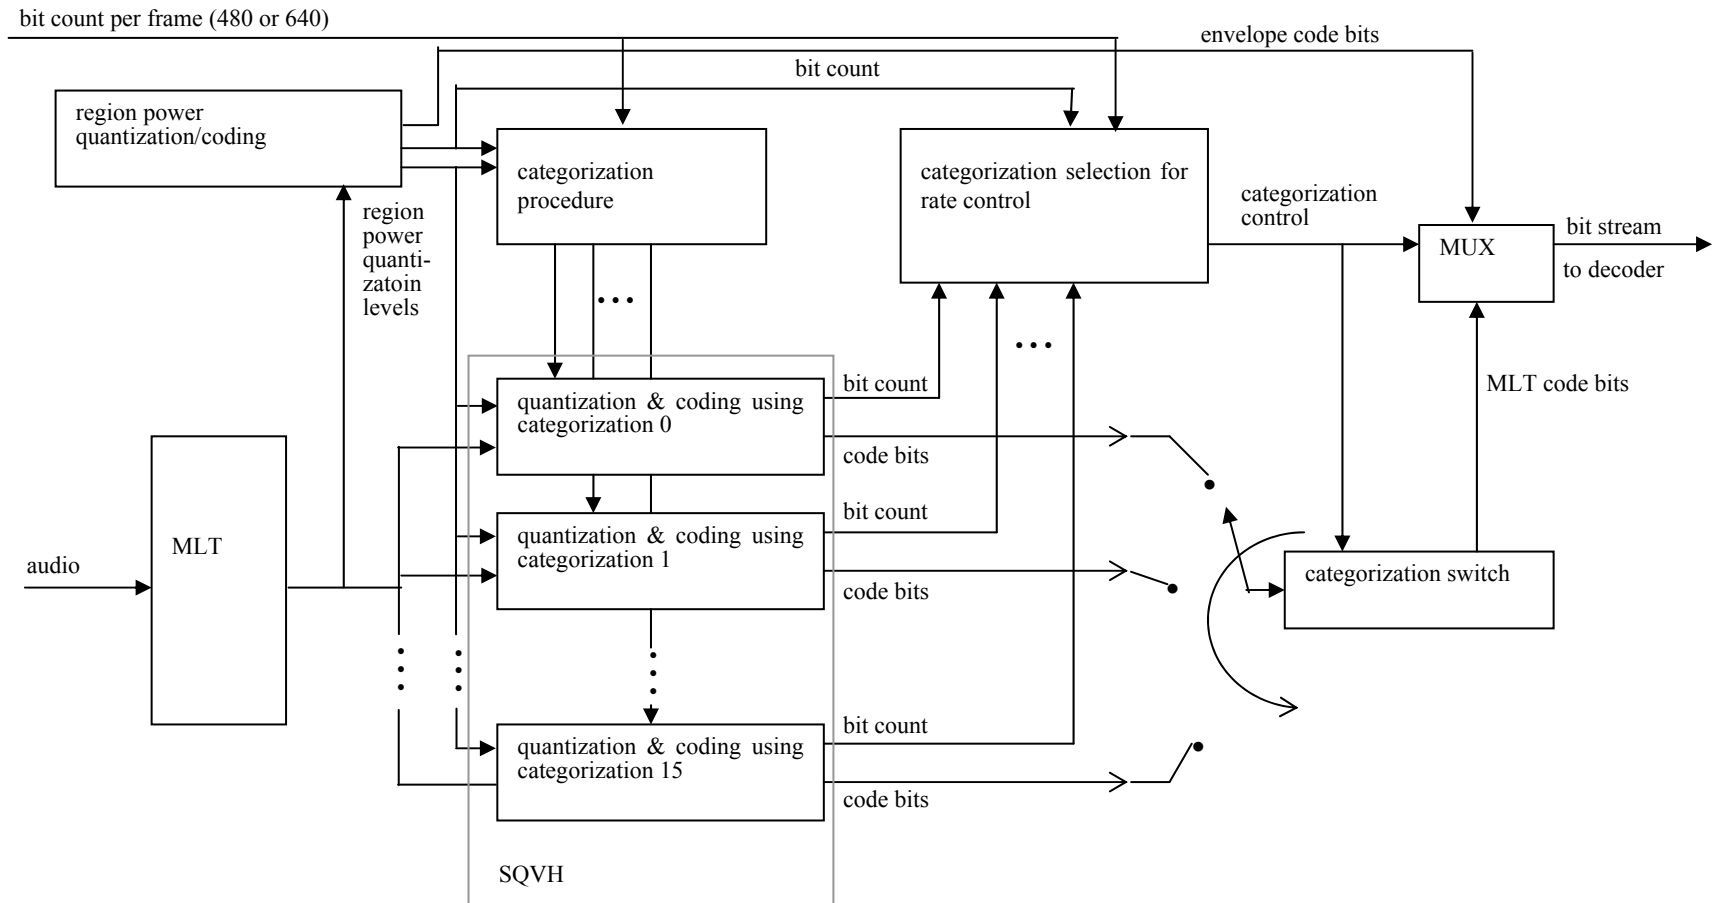 bit count per frame (480 or 640)
envelope code bits
bit count
region power
quantization/coding
categorization
procedure
categorization selection for
rate control
categorization
control
MUX
bit stream
to decoder
region
power
quanti-
zatoin
levels
MLT code bits
quantization & coding using
categorization 0
bit count
code bits
quantization & coding using
categorization 1
bit count
code bits
audio
MLT
categorization switch
quantization & coding using
categorization 15
bit count
code bits
SQVH